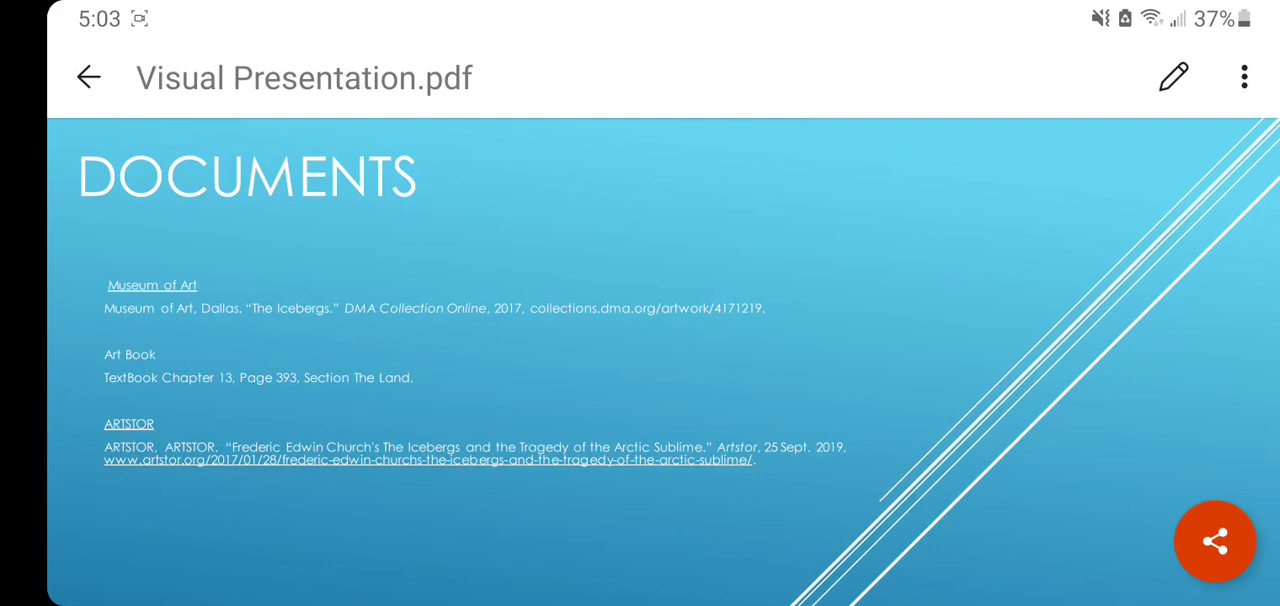 5:03
37%
Visual Presentation.pdf
DOCUMENTS
Museum of Art
Museum of Art, Dallas. “The Icebergs.” DMA Collection Online, 2017, collections.dma.org/artwork/4171219.
Art Book
TextBook Chapter 13, Page 393, Section The Land.
ARTSTOR
ARTSTOR, ARTSTOR. “Frederic Edwin Church's The Icebergs and the Tragedy of the Arctic Sublime.” Artstor, 25 Sept. 2019,
www.artstor.org/2017/01/28/frederic-edwin-churchs-the-icebergs-and-the-tragedy-of-the-arctic-sublime/.